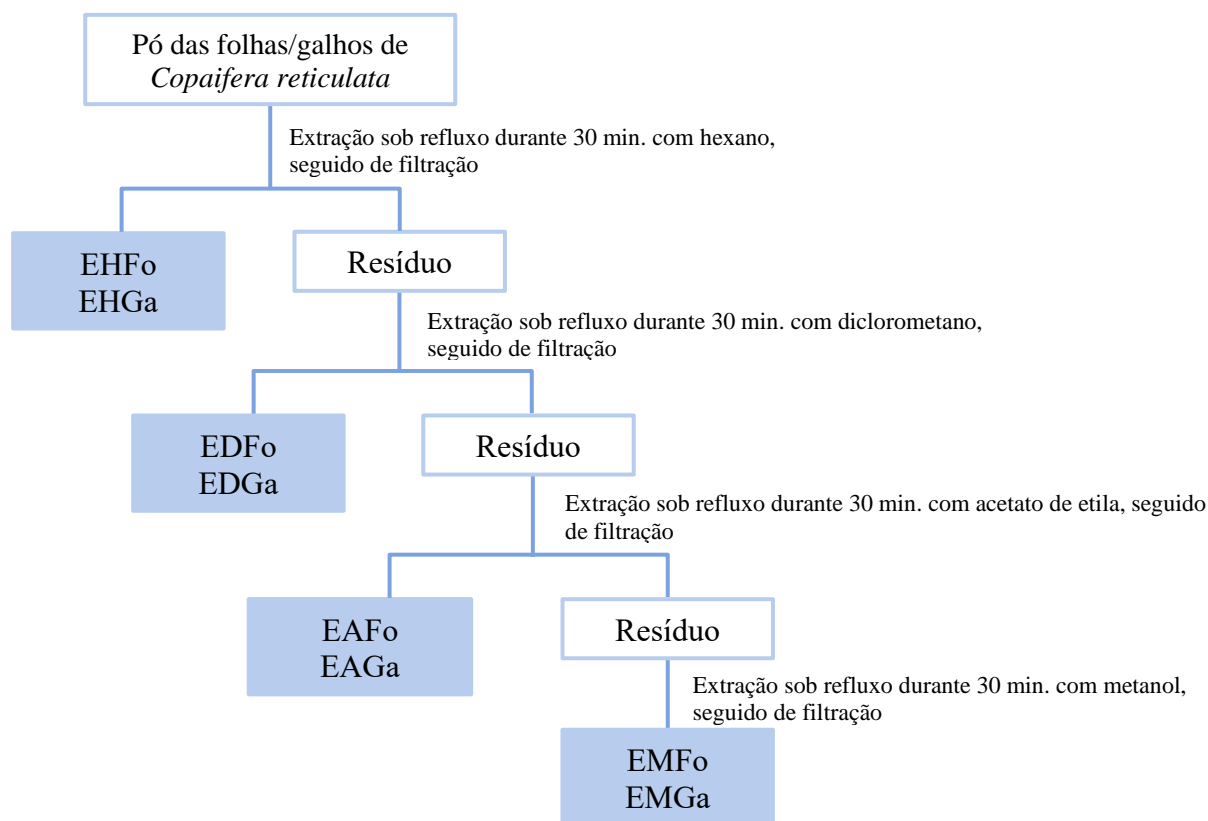 Pó das folhas/galhos de
Copaifera reticulata
Extração sob refluxo durante 30 min. com hexano,
seguido de filtração
EHFo
EHGa
Resíduo
Extração sob refluxo durante 30 min. com diclorometano,
seguido de filtração
EDFo
EDGa
Resíduo
Extração sob refluxo durante 30 min. com acetato de etila, seguido
de filtração
EAFo
EAGa
Resíduo
Extração sob refluxo durante 30 min. com metanol,
seguido de filtração
EMFo
EMGa